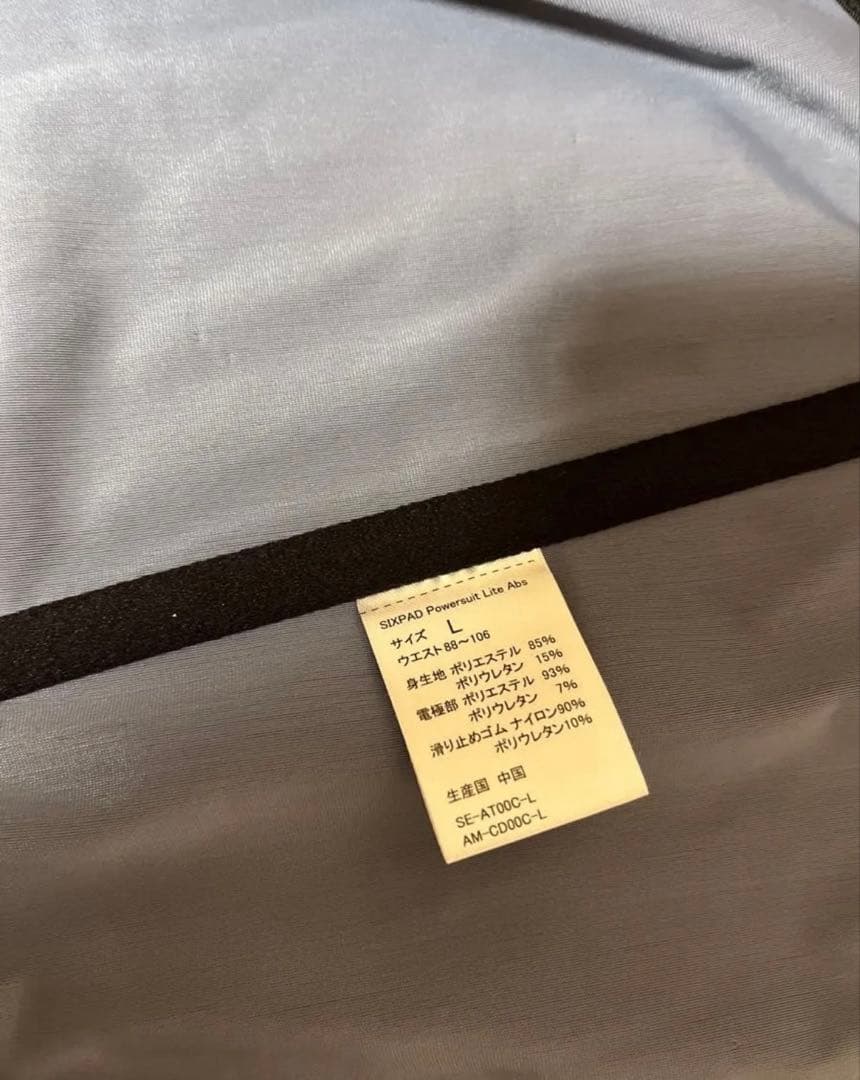 SIXPAD Powersuit Lite Abs
サイズ L
ウエスト88～106
身生地 ポリエステル 85%
ポリウレタン 15%
電極部 ポリエステル 93%
ポリウレタン 7%
滑り止めゴム ナイロン90%
ポリウレタン10%
生産国 中国
SE-AT00C-L
AM-CD00C-L